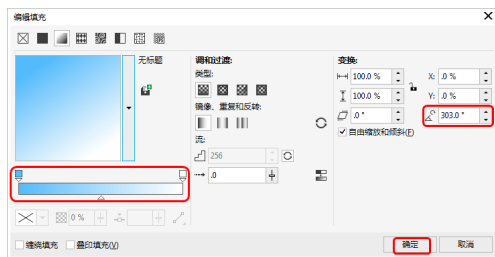 编辑填充
无标题
调和过渡:
类型:
镜像、重复和反转:
流:
256
.0
变换:
100.0 % X: .0 %
100.0 % Y: .0 %
.0 ° 303.0 °
自由缩放和倾斜(F)
0 %
缠绕填充 叠印填充(V)
确定 取消